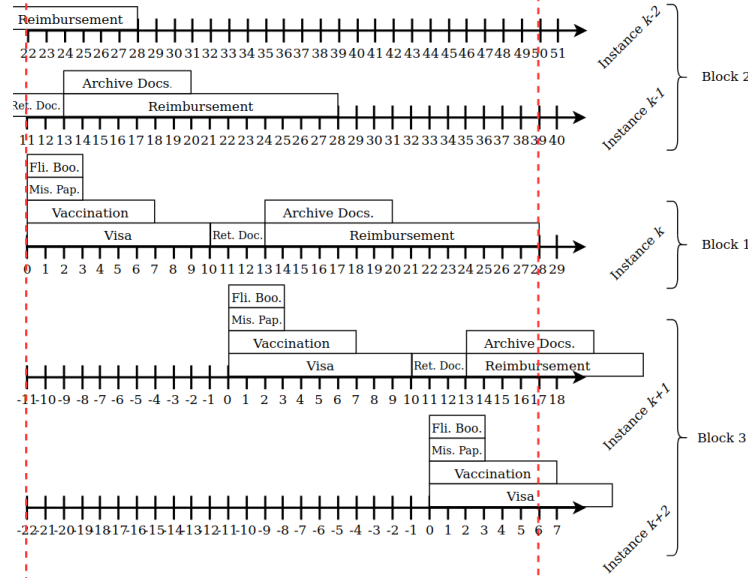 Reimbursement
22 23 24 25 26 27 28 29 30 31 32 33 34 35 36 37 38 39 40 41 42 43 44 45 46 47 48 49 50 51
Instance k-2
Block 2
Archive Docs.
Ret. Doc. Reimbursement
11 12 13 14 15 16 17 18 19 20 21 22 23 24 25 26 27 28 29 30 31 32 33 34 35 36 37 38 39 40
Instance k-1
Fli. Boo.
Mis. Pap.
Vaccination Archive Docs.
Visa Ret. Doc. Reimbursement
0 1 2 3 4 5 6 7 8 9 10 11 12 13 14 15 16 17 18 19 20 21 22 23 24 25 26 27 28 29
Instance k
Block 1
Fli. Boo.
Mis. Pap.
Vaccination Archive Docs.
Visa Ret. Doc. Reimbursement
-11 -10 -9 -8 -7 -6 -5 -4 -3 -2 -1 0 1 2 3 4 5 6 7 8 9 10 11 12 13 14 15 16 17 18
Instance k+1
Block 3
Fli. Boo.
Mis. Pap.
Vaccination
Visa
-22 -21 -20 -19 -18 -17 -16 -15 -14 -13 -12 -11 -10 -9 -8 -7 -6 -5 -4 -3 -2 -1 0 1 2 3 4 5 6 7
Instance k+2